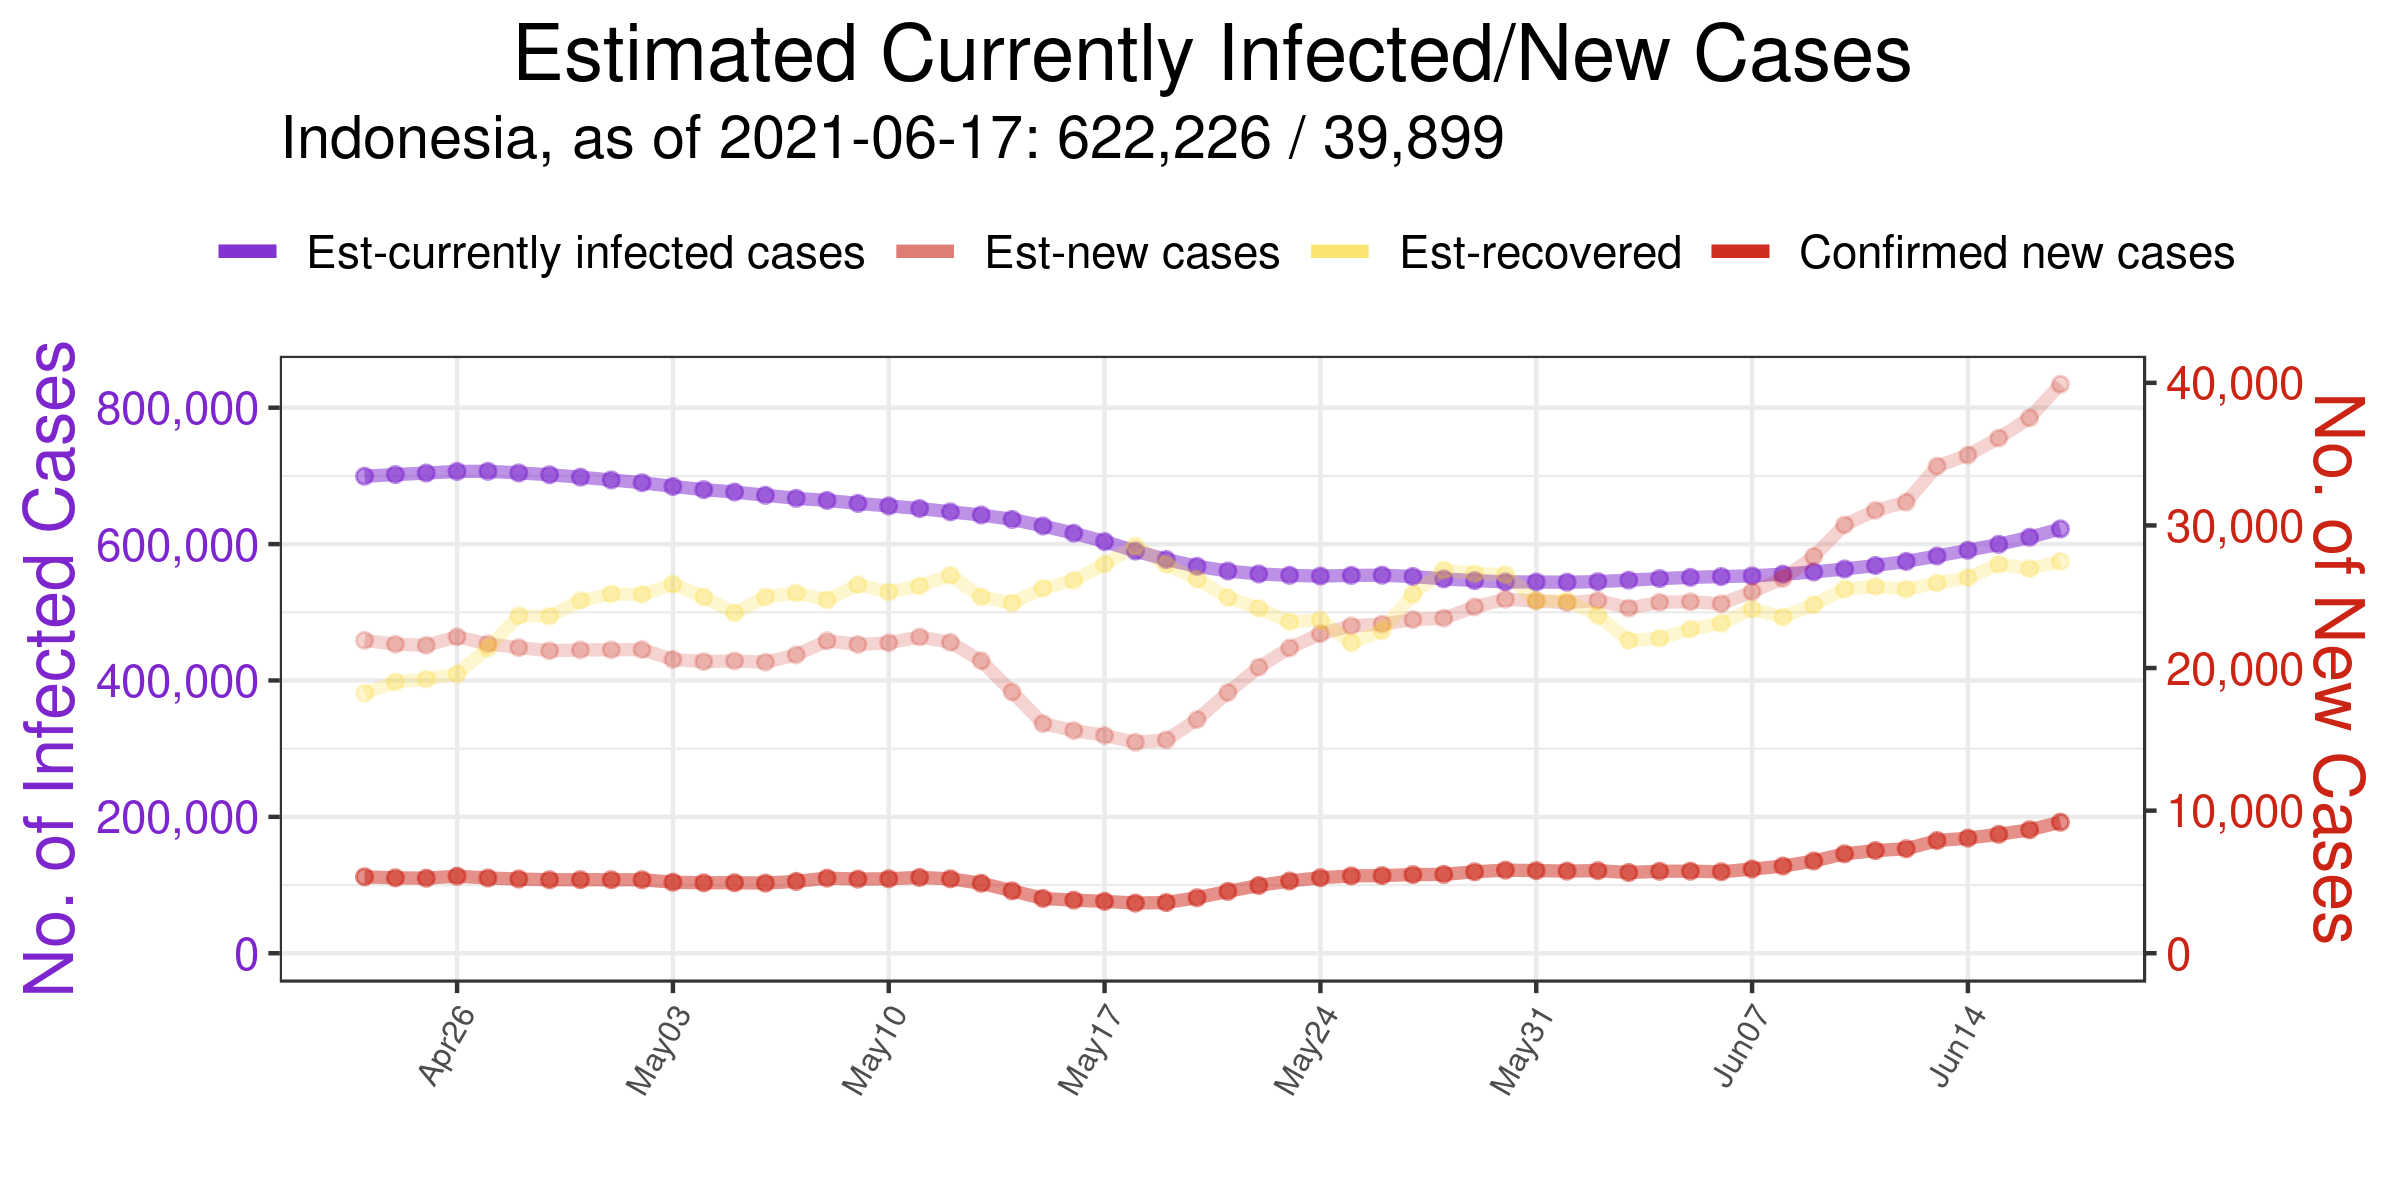 Estimated Currently Infected/New Cases
Indonesia, as of 2021-06-17: 622,226 / 39,899
Est-currently infected cases Est-new cases Est-recovered Confirmed new cases
No. of Infected Cases
800,000
600,000
400,000
200,000
0
40,000
30,000
20,000
10,000
0
No. of New Cases
Apr26 May03 May10 May17 May24 May31 Jun07 Jun14